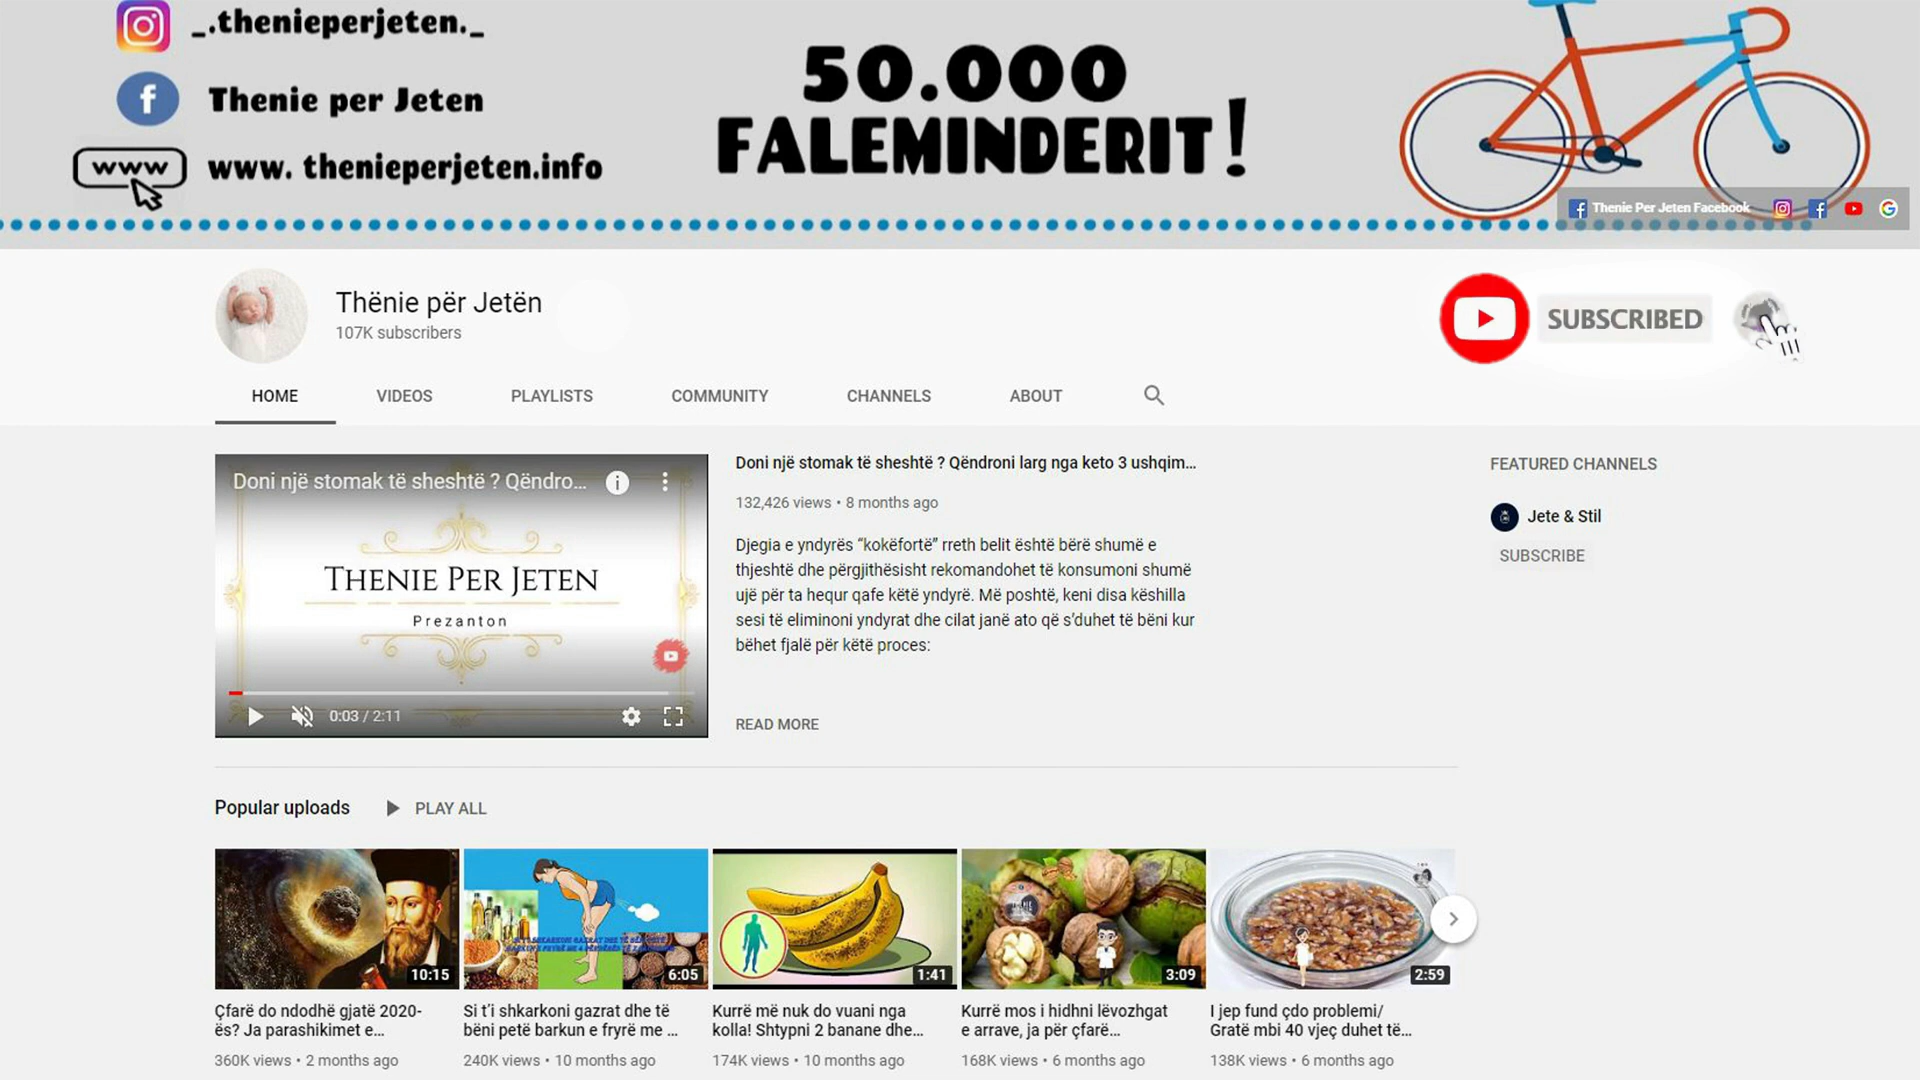 _.thenieperjeten._
Thenie per Jeten
www
www. thenieperjeten.info
50.000
FALEMINDERIT!
Thenie Per Jeten Facebook
Thënie për Jetën
107K subscribers
SUBSCRIBED
HOME
VIDEOS
PLAYLISTS
COMMUNITY
CHANNELS
ABOUT
Doni një stomak të sheshtë ? Qëndro...
THENIE PER JETEN
Prezanton
0:03 / 2:11
Doni një stomak të sheshtë ? Qëndroni larg nga keto 3 ushqim...
132,426 views • 8 months ago
Djegia e yndyrës “kokëfortë” rreth belit është bërë shumë e
thjeshtë dhe përgjithësisht rekomandohet të konsumoni shumë
ujë për ta hequr qafe këtë yndyrë. Më poshtë, keni disa këshilla
sesi të eliminoni yndyrat dhe cilat janë ato që s’duhet të bëni kur
bëhet fjalë për këtë proces:
READ MORE
FEATURED CHANNELS
Jete & Stil
SUBSCRIBE
Popular uploads
PLAY ALL
10:15
6:05
1:41
3:09
2:59
Çfarë do ndodhë gjatë 2020-
ës? Ja parashikimet e...
360K views • 2 months ago
Si t’i shkarkoni gazrat dhe të
bëni petë barkun e fryrë me ...
240K views • 10 months ago
Kurrë më nuk do vuani nga
kolla! Shtypni 2 banane dhe...
174K views • 10 months ago
Kurrë mos i hidhni lëvozhgat
e arrave, ja për çfarë...
168K views • 6 months ago
I jep fund çdo problemi/
Gratë mbi 40 vjeç duhet të...
138K views • 6 months ago